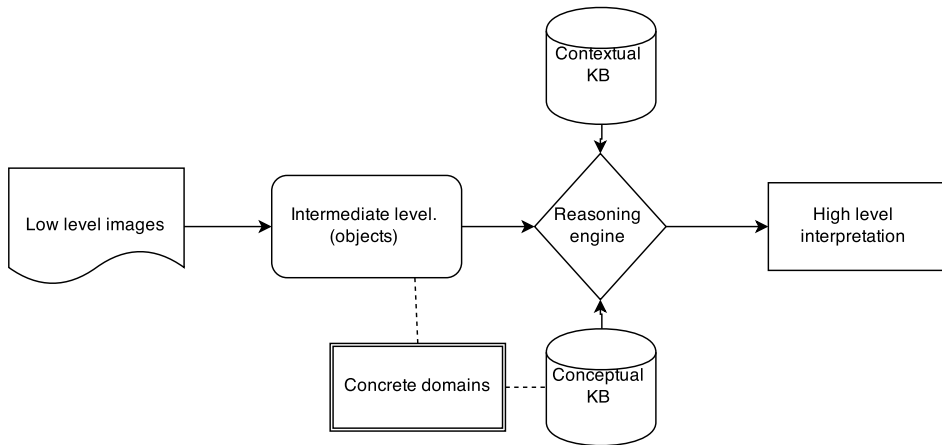 Contextual
KB
Low level images
Intermediate level.
(objects)
Reasoning
engine
High level
interpretation
Concrete domains
Conceptual
KB